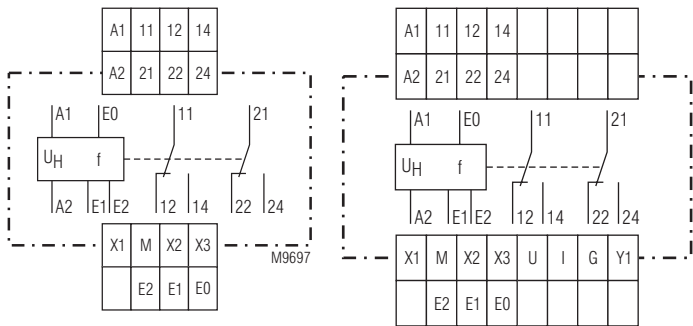 A1 11 12 14
A2 21 22 24
A1 E0 11 21
UH f
A2 E1 E2 12 14 22 24
X1 M X2 X3
E2 E1 E0
M9697
A1 11 12 14
A2 21 22 24
A1 E0 11 21
UH f
A2 E1 E2 12 14 22 24
X1 M X2 X3 U I G Y1
E2 E1 E0